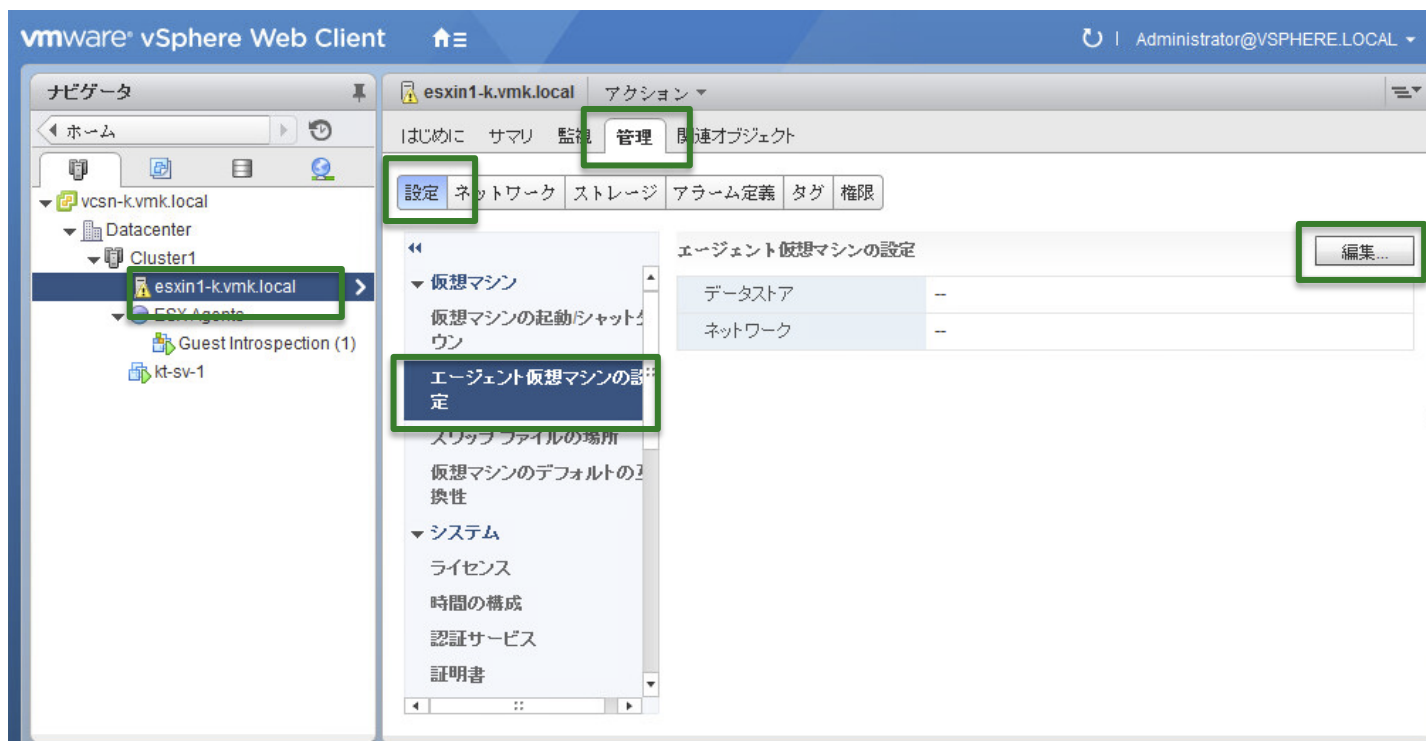 vmware® vSphere Web Client
Administrator@VSPHERE.LOCAL
ナビゲータ
ホーム
vcsn-k.vmk.local
Datacenter
Cluster1
esxin1-k.vmk.local
ESX Agents
Guest Introspection (1)
kt-sv-1
esxin1-k.vmk.local アクション
はじめに サマリ 監視 管理 関連オブジェクト
設定 ネットワーク ストレージ アラーム定義 タグ 権限
仮想マシン
仮想マシンの起動/シャットダ
ウン
エージェント仮想マシンの設
定
スワップ ファイルの場所
仮想マシンのデフォルトの互
換性
システム
ライセンス
時間の構成
認証サービス
証明書
エージェント仮想マシンの設定 編集...
データストア --
ネットワーク --